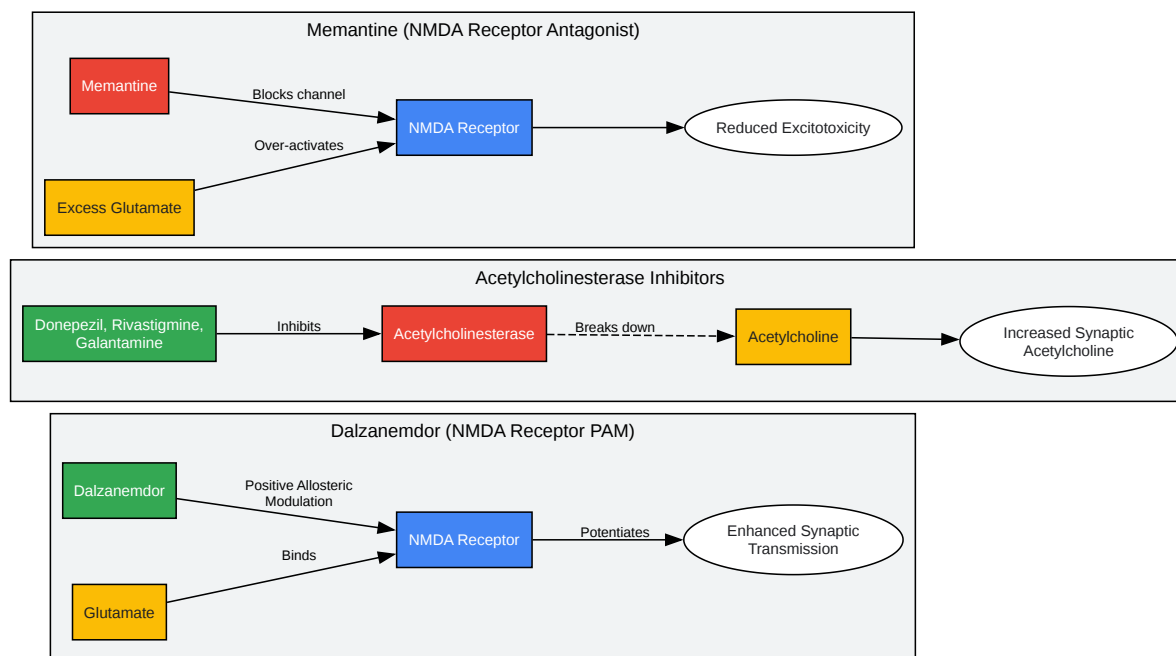 Memantine (NMDA Receptor Antagonist)
Memantine
Blocks channel
NMDA Receptor
Reduced Excitotoxicity
Over-activates
Excess Glutamate
Acetylcholinesterase Inhibitors
Donepezil, Rivastigmine,
Galantamine
Inhibits
Acetylcholinesterase
Breaks down
Acetylcholine
Increased Synaptic
Acetylcholine
Dalzanemdor (NMDA Receptor PAM)
Dalzanemdor
Positive Allosteric
Modulation
NMDA Receptor
Potentiates
Enhanced Synaptic
Transmission
Binds
Glutamate